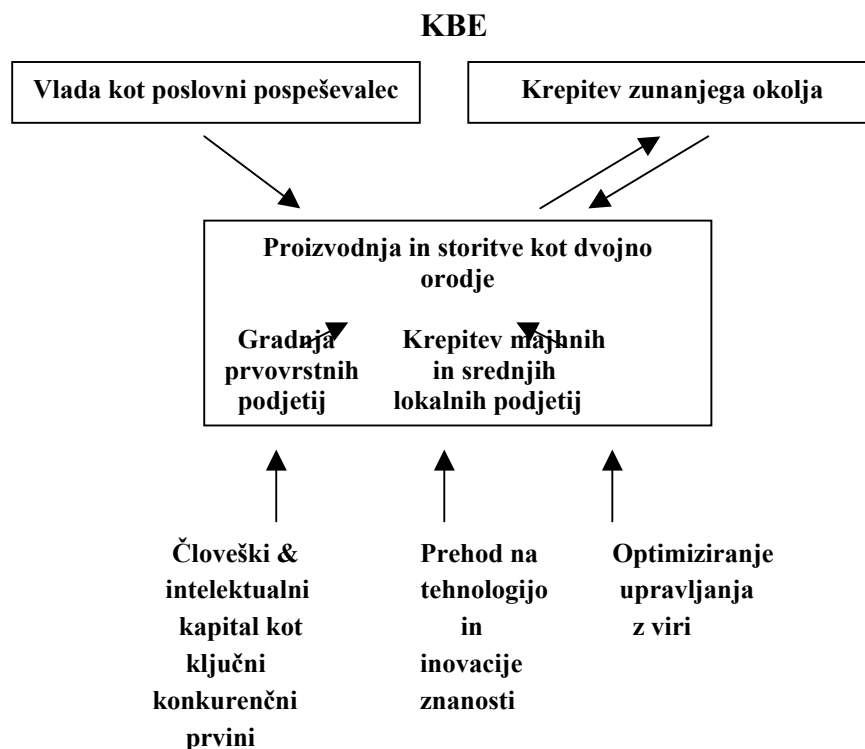 KBE
Vlada kot poslovni pospeševalec
Krepitev zunanjega okolja
Proizvodnja in storitve kot dvojno
orodje
Gradnja
prvovrstnih
podjetij
Krepitev majhnih
in srednjih
lokalnih podjetij
Človeški &
intelektualni
kapital kot
ključni
konkurenčni
prvini
Prehod na
tehnologijo
in
inovacije
znanosti
Optimiziranje
upravljanja
z viri